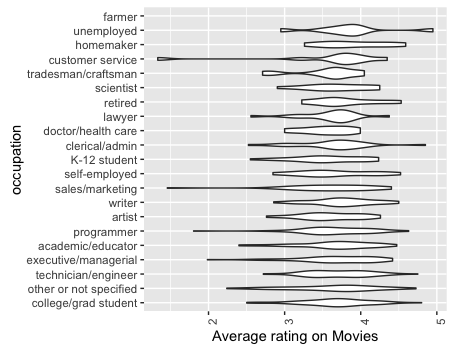 farmer
unemployed
homemaker
customer service
tradesman/craftsman
scientist
retired
lawyer
doctor/health care
clerical/admin
K-12 student
self-employed
sales/marketing
writer
artist
programmer
academic/educator
executive/managerial
technician/engineer
other or not specified
college/grad student
occupation
2 3 4 5
Average rating on Movies